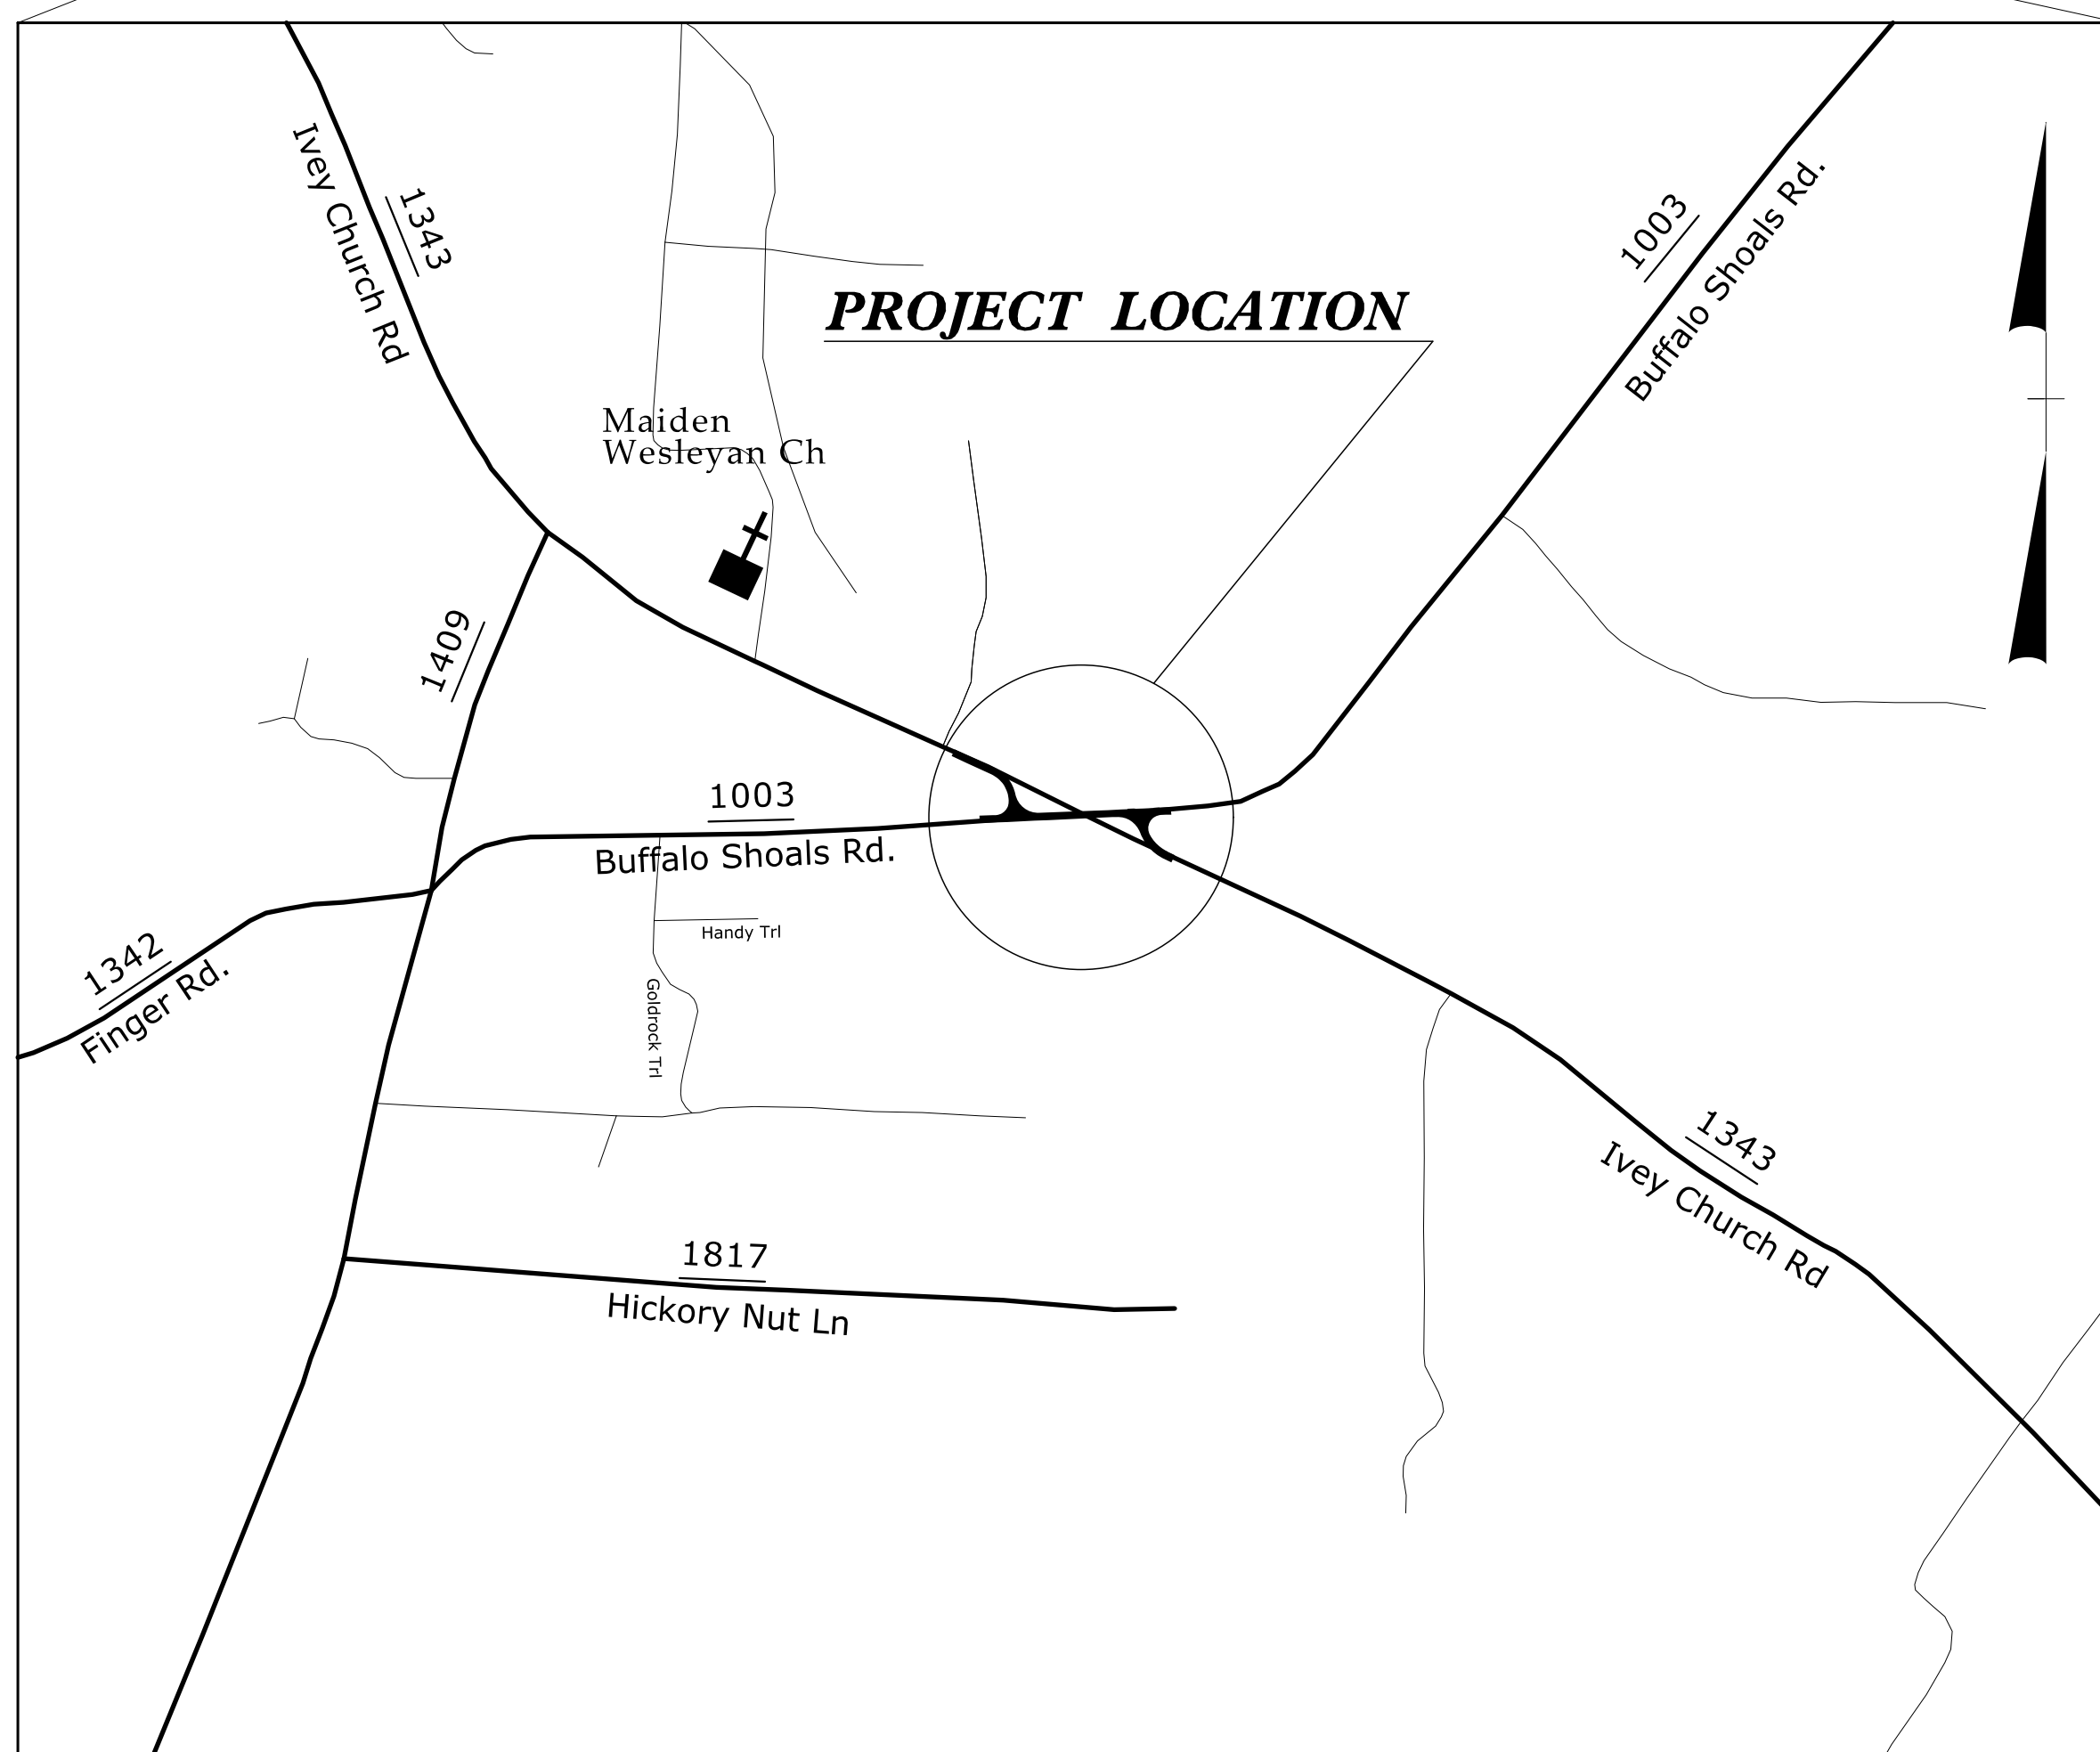 Ivey Church Rd
1343
1003
Buffalo Shoals Rd.
PROJECT LOCATION
Maiden
Wesleyan Ch
1409
1003
Buffalo Shoals Rd.
Handy Trl
1342
Finger Rd.
Goldrock Trl
1343
Ivey Church Rd
1817
Hickory Nut Ln